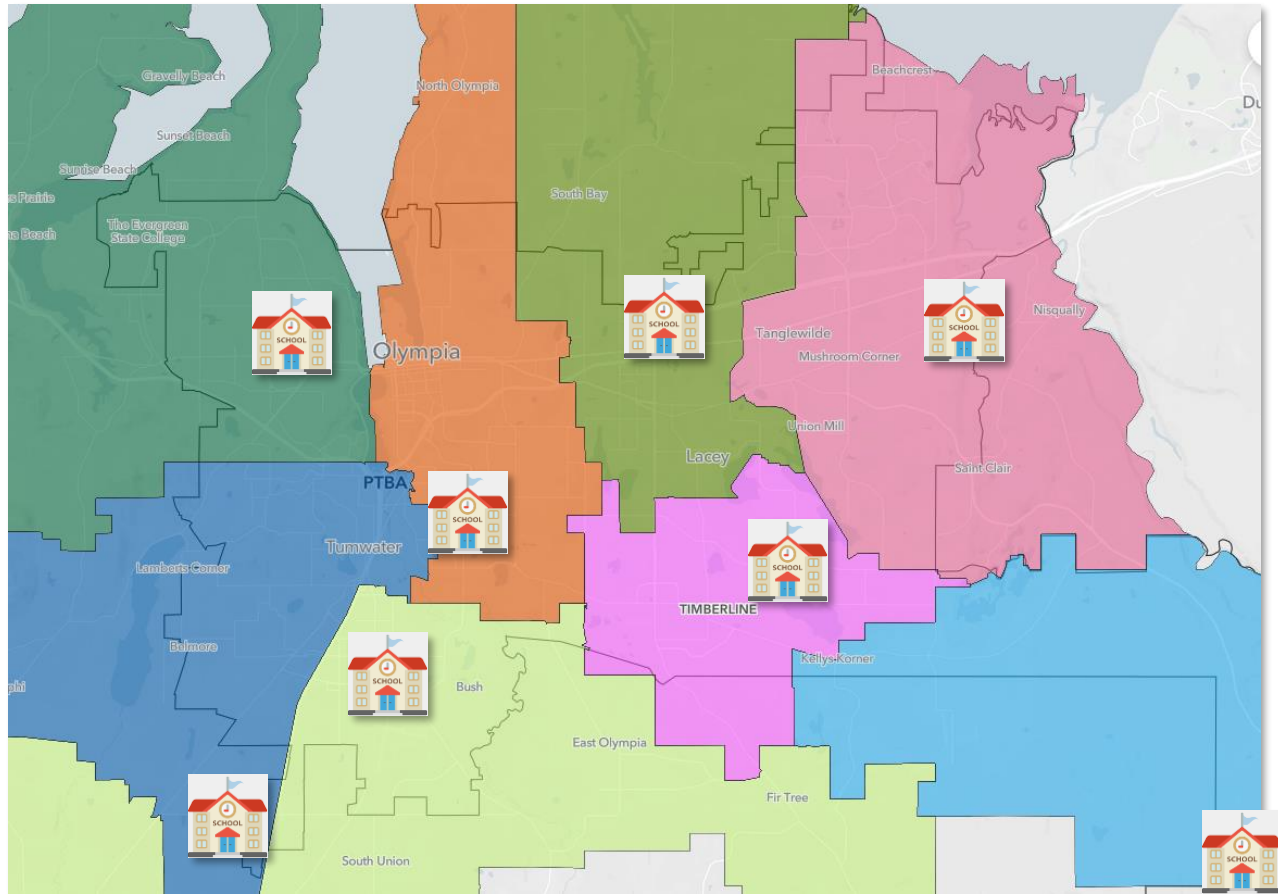 Gravelly Beach
North Olympia
Beachcrest
Du
Sunset Beach
Sunrise Beach
s Prairie
South Bay
The Evergreen
State College
na Beach
SCHOOL
SCHOOL
SCHOOL
Nisqually
Tanglewilde
Olympia
Mushroom Corner
Union Mill
Lacey
Saint Clair
PTBA
SCHOOL
Tumwater
SCHOOL
Lamberts Corner
TIMBERLINE
Belmore
Kellys Korner
SCHOOL
phi
Bush
East Olympia
Fir Tree
SCHOOL
South Union
SCHOOL